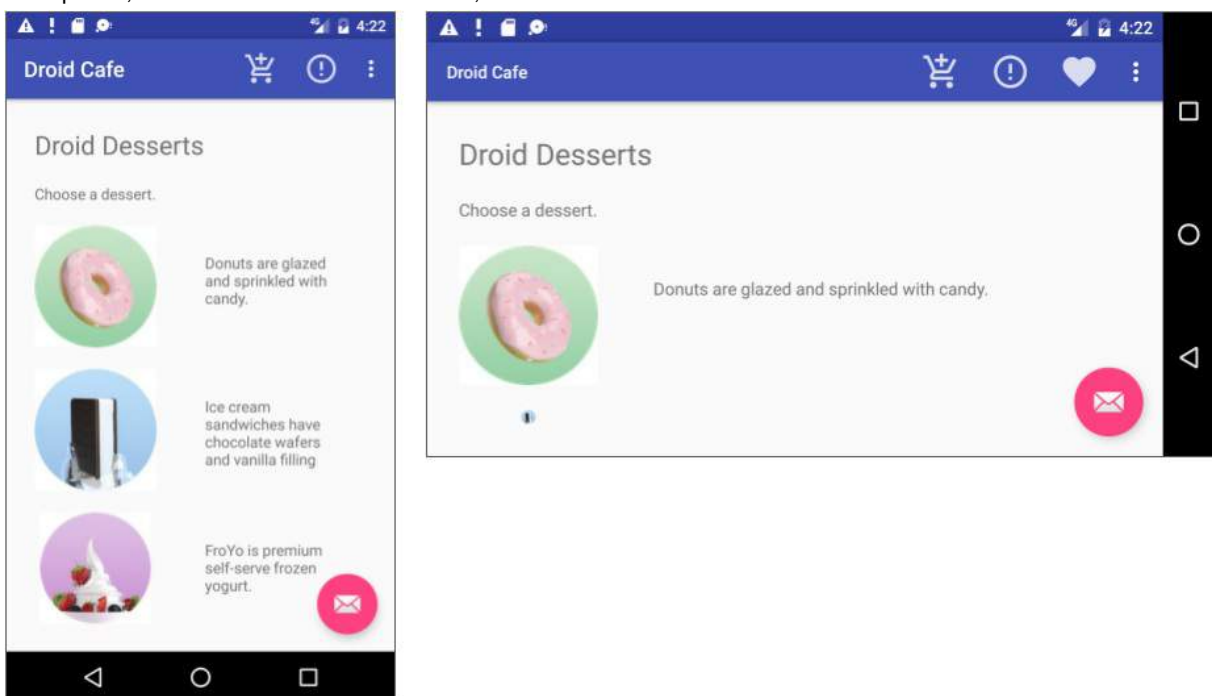 4G 4:22
Droid Cafe
Droid Desserts
Choose a dessert.
Donuts are glazed
and sprinkled with
candy.
Ice cream
sandwiches have
chocolate wafers
and vanilla filling
FroYo is premium
self-serve frozen
yogurt.
4G 4:22
Droid Cafe
Droid Desserts
Choose a dessert.
Donuts are glazed and sprinkled with candy.